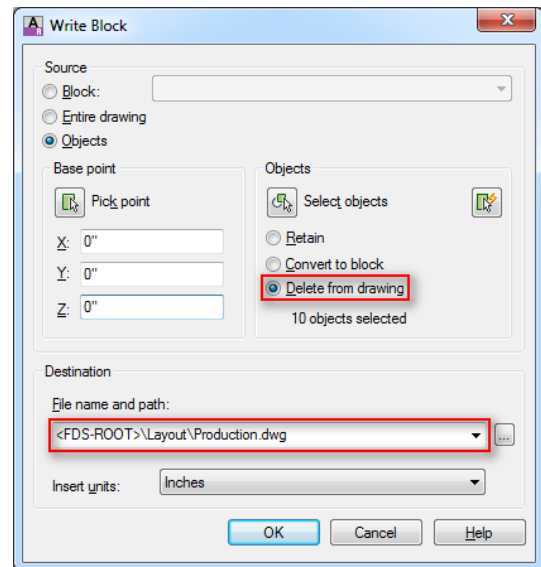 Write Block
Source
Block:
Entire drawing
Objects
Base point
Pick point
X: 0"
Y: 0"
Z: 0"
Objects
Select objects
Retain
Convert to block
Delete from drawing
10 objects selected
Destination
File name and path:
<FDS-ROOT>\Layout\Production.dwg
...
Insert units: Inches
OK Cancel Help